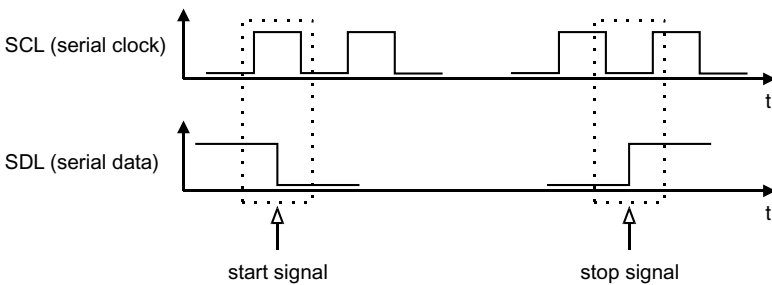 SCL (serial clock)
t
SDL (serial data)
t
start signal
stop signal